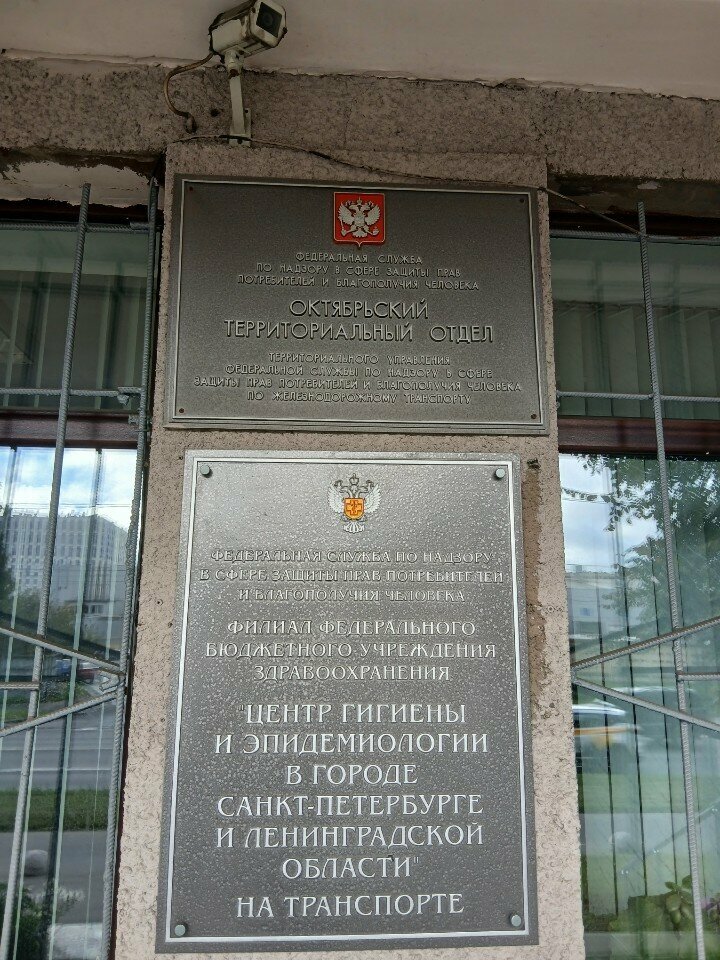 ФЕДЕРАЛЬНАЯ СЛУЖБА
ПО НАДЗОРУ В СФЕРЕ ЗАЩИТЫ ПРАВ
ПОТРЕБИТЕЛЕЙ И БЛАГОПОЛУЧИЯ ЧЕЛОВЕКА
ОКТЯБРЬСКИЙ
ТЕРРИТОРИАЛЬНЫЙ ОТДЕЛ
ТЕРРИТОРИАЛЬНОГО УПРАВЛЕНИЯ
ФЕДЕРАЛЬНОЙ СЛУЖБЫ ПО НАДЗОРУ В СФЕРЕ
ЗАЩИТЫ ПРАВ ПОТРЕБИТЕЛЕЙ И БЛАГОПОЛУЧИЯ ЧЕЛОВЕКА
ПО ЖЕЛЕЗНОДОРОЖНОМУ ТРАНСПОРТУ
ФЕДЕРАЛЬНАЯ СЛУЖБА ПО НАДЗОРУ
В СФЕРЕ ЗАЩИТЫ ПРАВ ПОТРЕБИТЕЛЕЙ
И БЛАГОПОЛУЧИЯ ЧЕЛОВЕКА
ФИЛИАЛ ФЕДЕРАЛЬНОГО
БЮДЖЕТНОГО УЧРЕЖДЕНИЯ
ЗДРАВООХРАНЕНИЯ
"ЦЕНТР ГИГИЕНЫ
И ЭПИДЕМИОЛОГИИ
В ГОРОДЕ
САНКТ-ПЕТЕРБУРГЕ
И ЛЕНИНГРАДСКОЙ
ОБЛАСТИ"
НА ТРАНСПОРТЕ